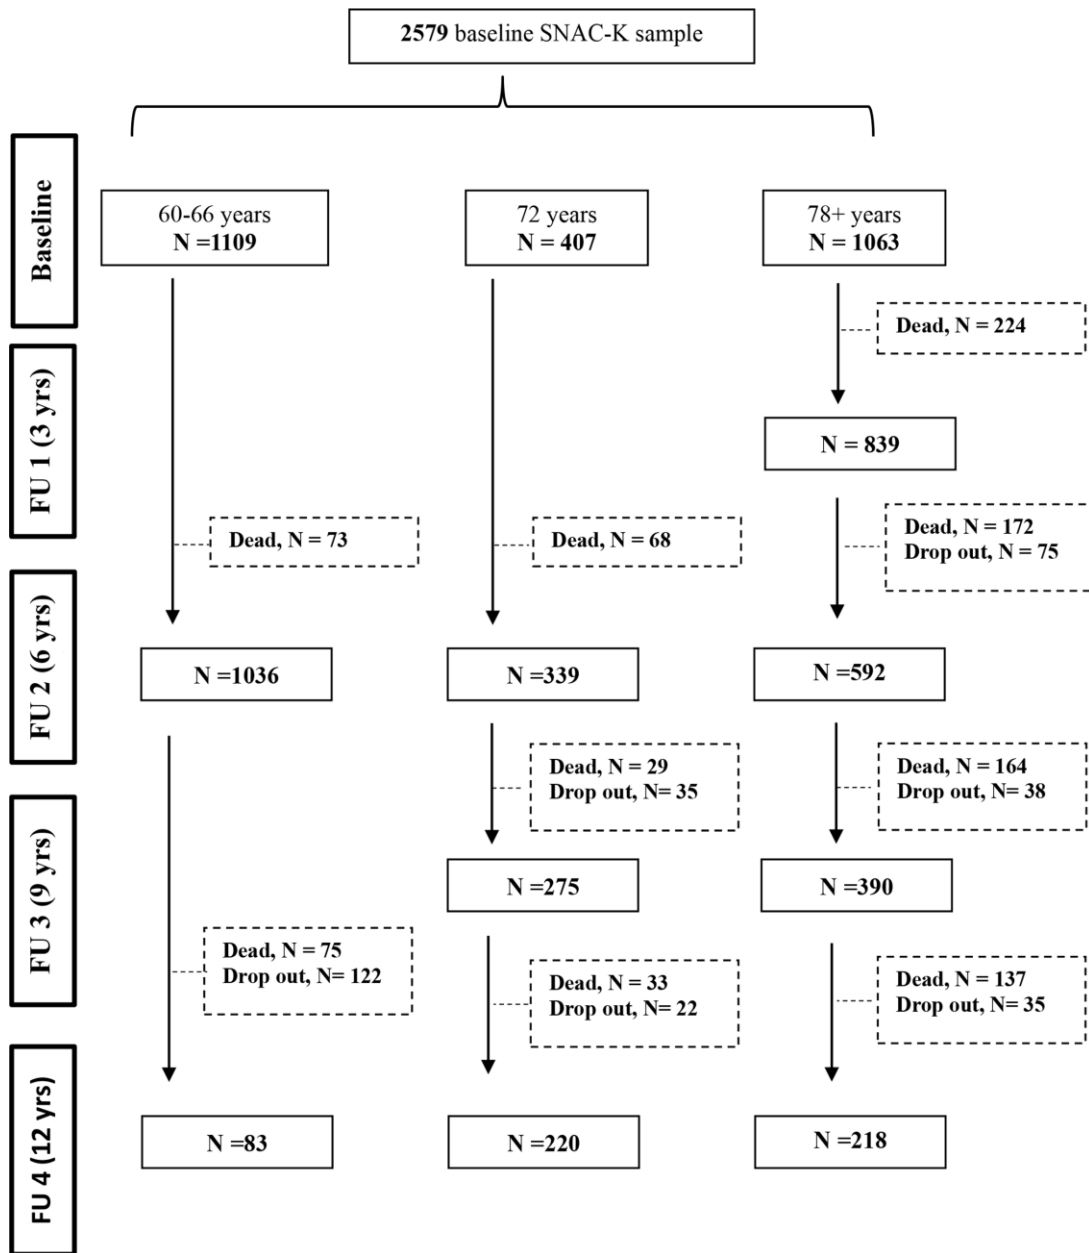 2579 baseline SNAC-K sample
Baseline
60-66 years
N =1109
72 years
N = 407
78+ years
N = 1063
Dead, N = 224
FU 1 (3 yrs)
N = 839
Dead, N = 73
Dead, N = 68
Dead, N = 172
Drop out, N = 75
FU 2 (6 yrs)
N =1036
N =339
N =592
Dead, N = 29
Drop out, N= 35
Dead, N = 164
Drop out, N= 38
FU 3 (9 yrs)
N =275
N =390
Dead, N = 75
Drop out, N= 122
Dead, N = 33
Drop out, N= 22
Dead, N = 137
Drop out, N= 35
FU 4 (12 yrs)
N =83
N =220
N =218